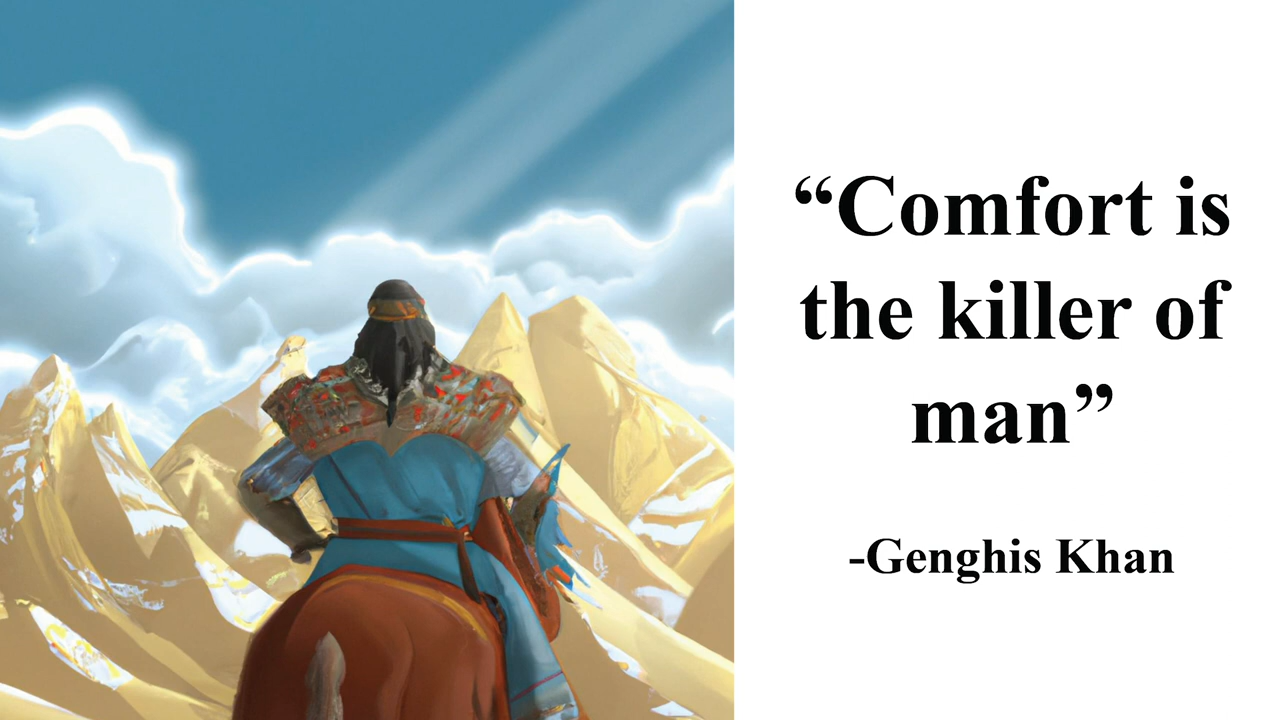 “Comfort is
the killer of
man”
-Genghis Khan